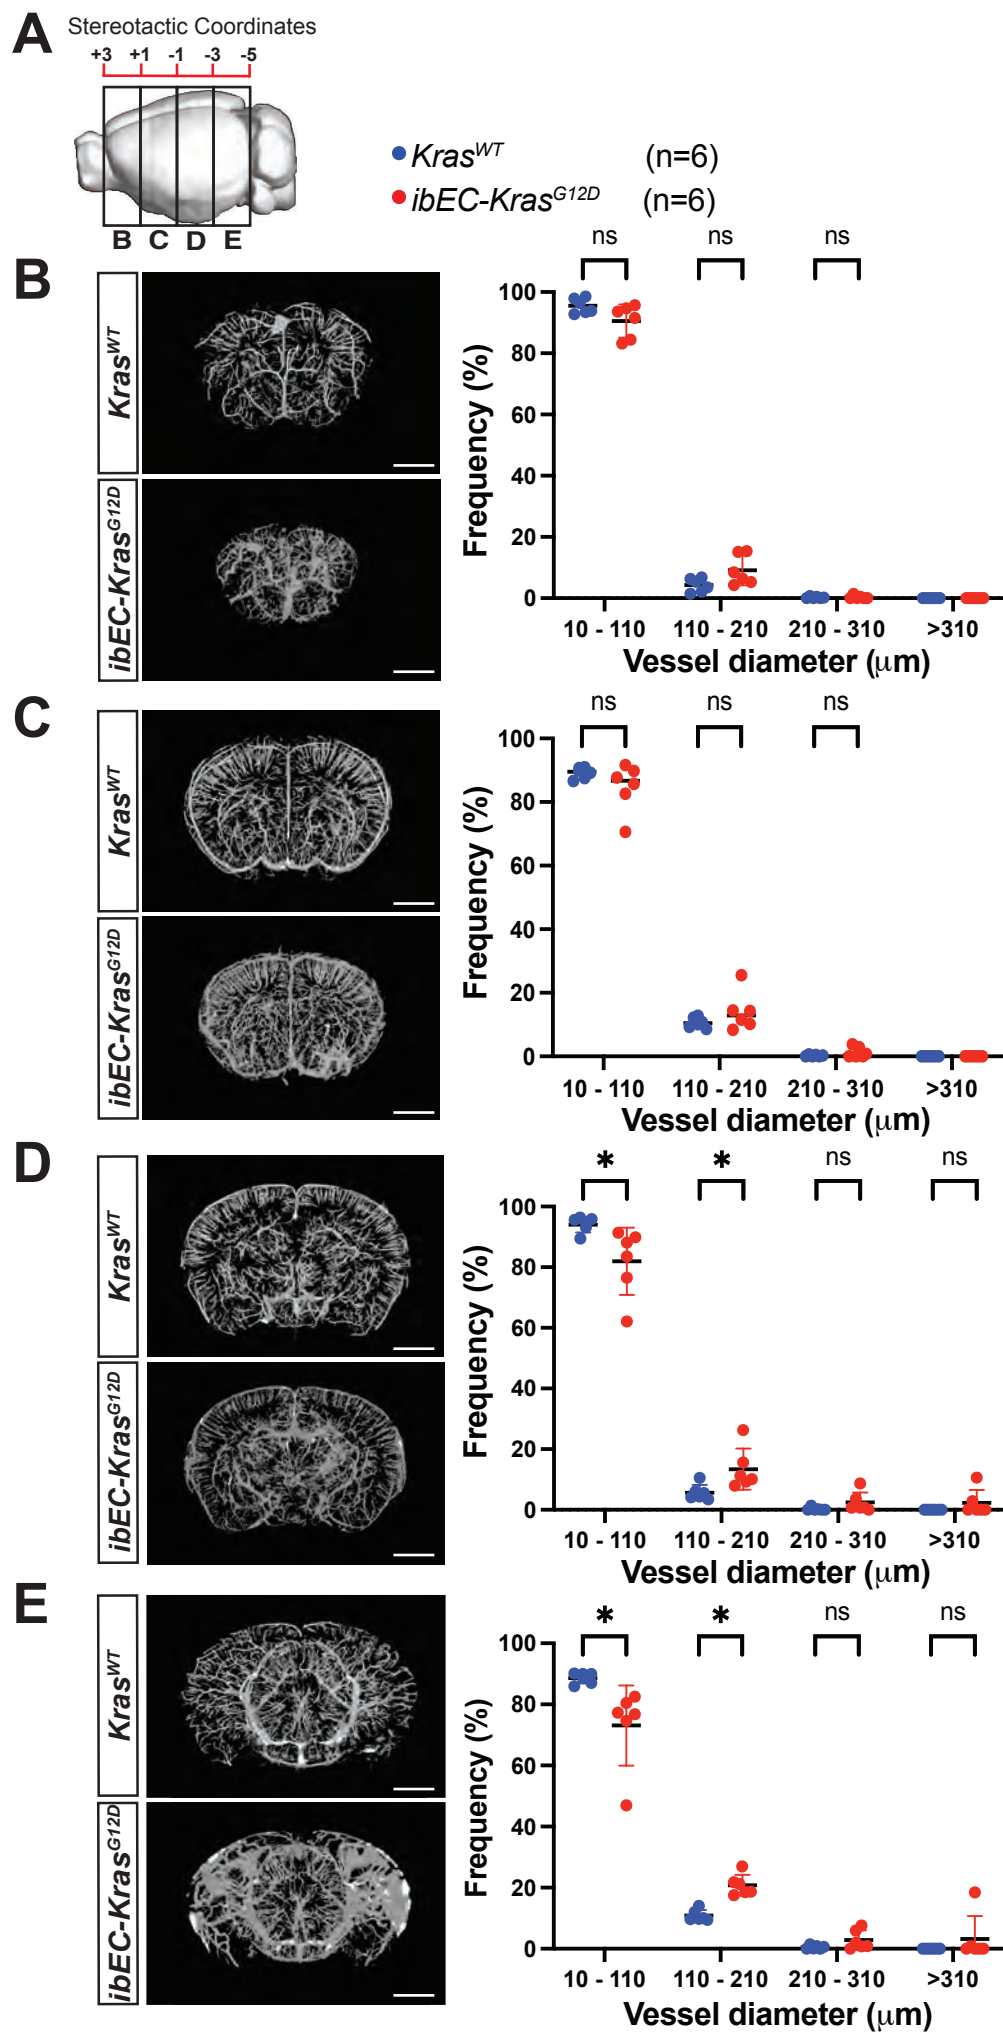 A
Stereotactic Coordinates
+3 +1 -1 -3 -5
B C D E
Kras^WT (n=6)
ibEC-Kras^G12D (n=6)
B
Kras^WT
ibEC-Kras^G12D
ns ns ns
Frequency (%)
100
80
60
40
20
0
10 - 110 110 - 210 210 - 310 >310
Vessel diameter (μm)
C
Kras^WT
ibEC-Kras^G12D
ns ns ns
Frequency (%)
100
80
60
40
20
0
10 - 110 110 - 210 210 - 310 >310
Vessel diameter (μm)
D
Kras^WT
ibEC-Kras^G12D
* * ns ns
Frequency (%)
100
80
60
40
20
0
10 - 110 110 - 210 210 - 310 >310
Vessel diameter (μm)
E
Kras^WT
ibEC-Kras^G12D
* * ns ns
Frequency (%)
100
80
60
40
20
0
10 - 110 110 - 210 210 - 310 >310
Vessel diameter (μm)